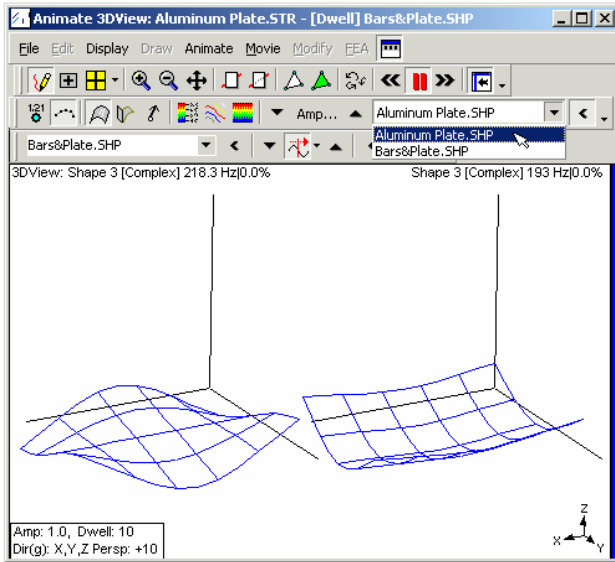 Animate 3DView: Aluminum Plate.STR - [Dwell] Bars&Plate.SHP
File Edit Display Draw Animate Movie Modify FEA
1.21 Amp... Aluminum Plate.SHP
Aluminum Plate.SHP
Bars&Plate.SHP
Bars&Plate.SHP
3DView: Shape 3 [Complex] 218.3 Hz|0.0% Shape 3 [Complex] 193 Hz|0.0%
Amp: 1.0, Dwell: 10
Dir(g): X,Y,Z Persp: +10
Z
X
Y